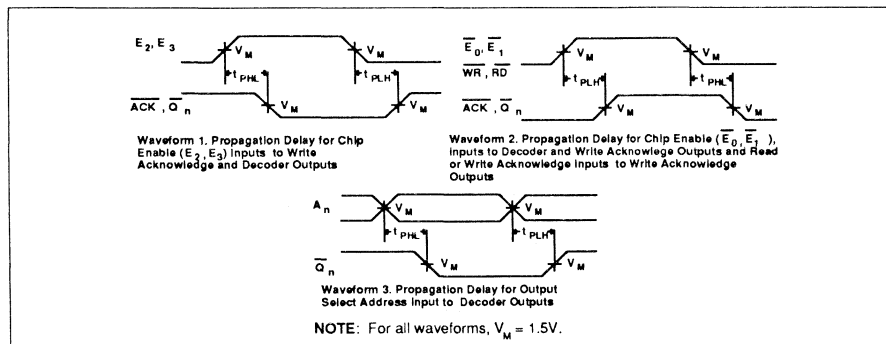 E2, E3
VM
VM
tPHL
tPLH
ACK, Qn
VM
VM
Waveform 1. Propagation Delay for Chip
Enable (E2, E3) Inputs to Write
Acknowledge and Decoder Outputs
E0, E1
WR, RD
VM
VM
tPLH
tPHL
ACK, Qn
VM
VM
Waveform 2. Propagation Delay for Chip Enable (E0, E1),
inputs to Decoder and Write Acknowlege Outputs and Read
or Write Acknowledge Inputs to Write Acknowledge
Outputs
An
VM
VM
tPHL
tPLH
Qn
VM
VM
Waveform 3. Propagation Delay for Output
Select Address Input to Decoder Outputs
NOTE: For all waveforms, VM = 1.5V.